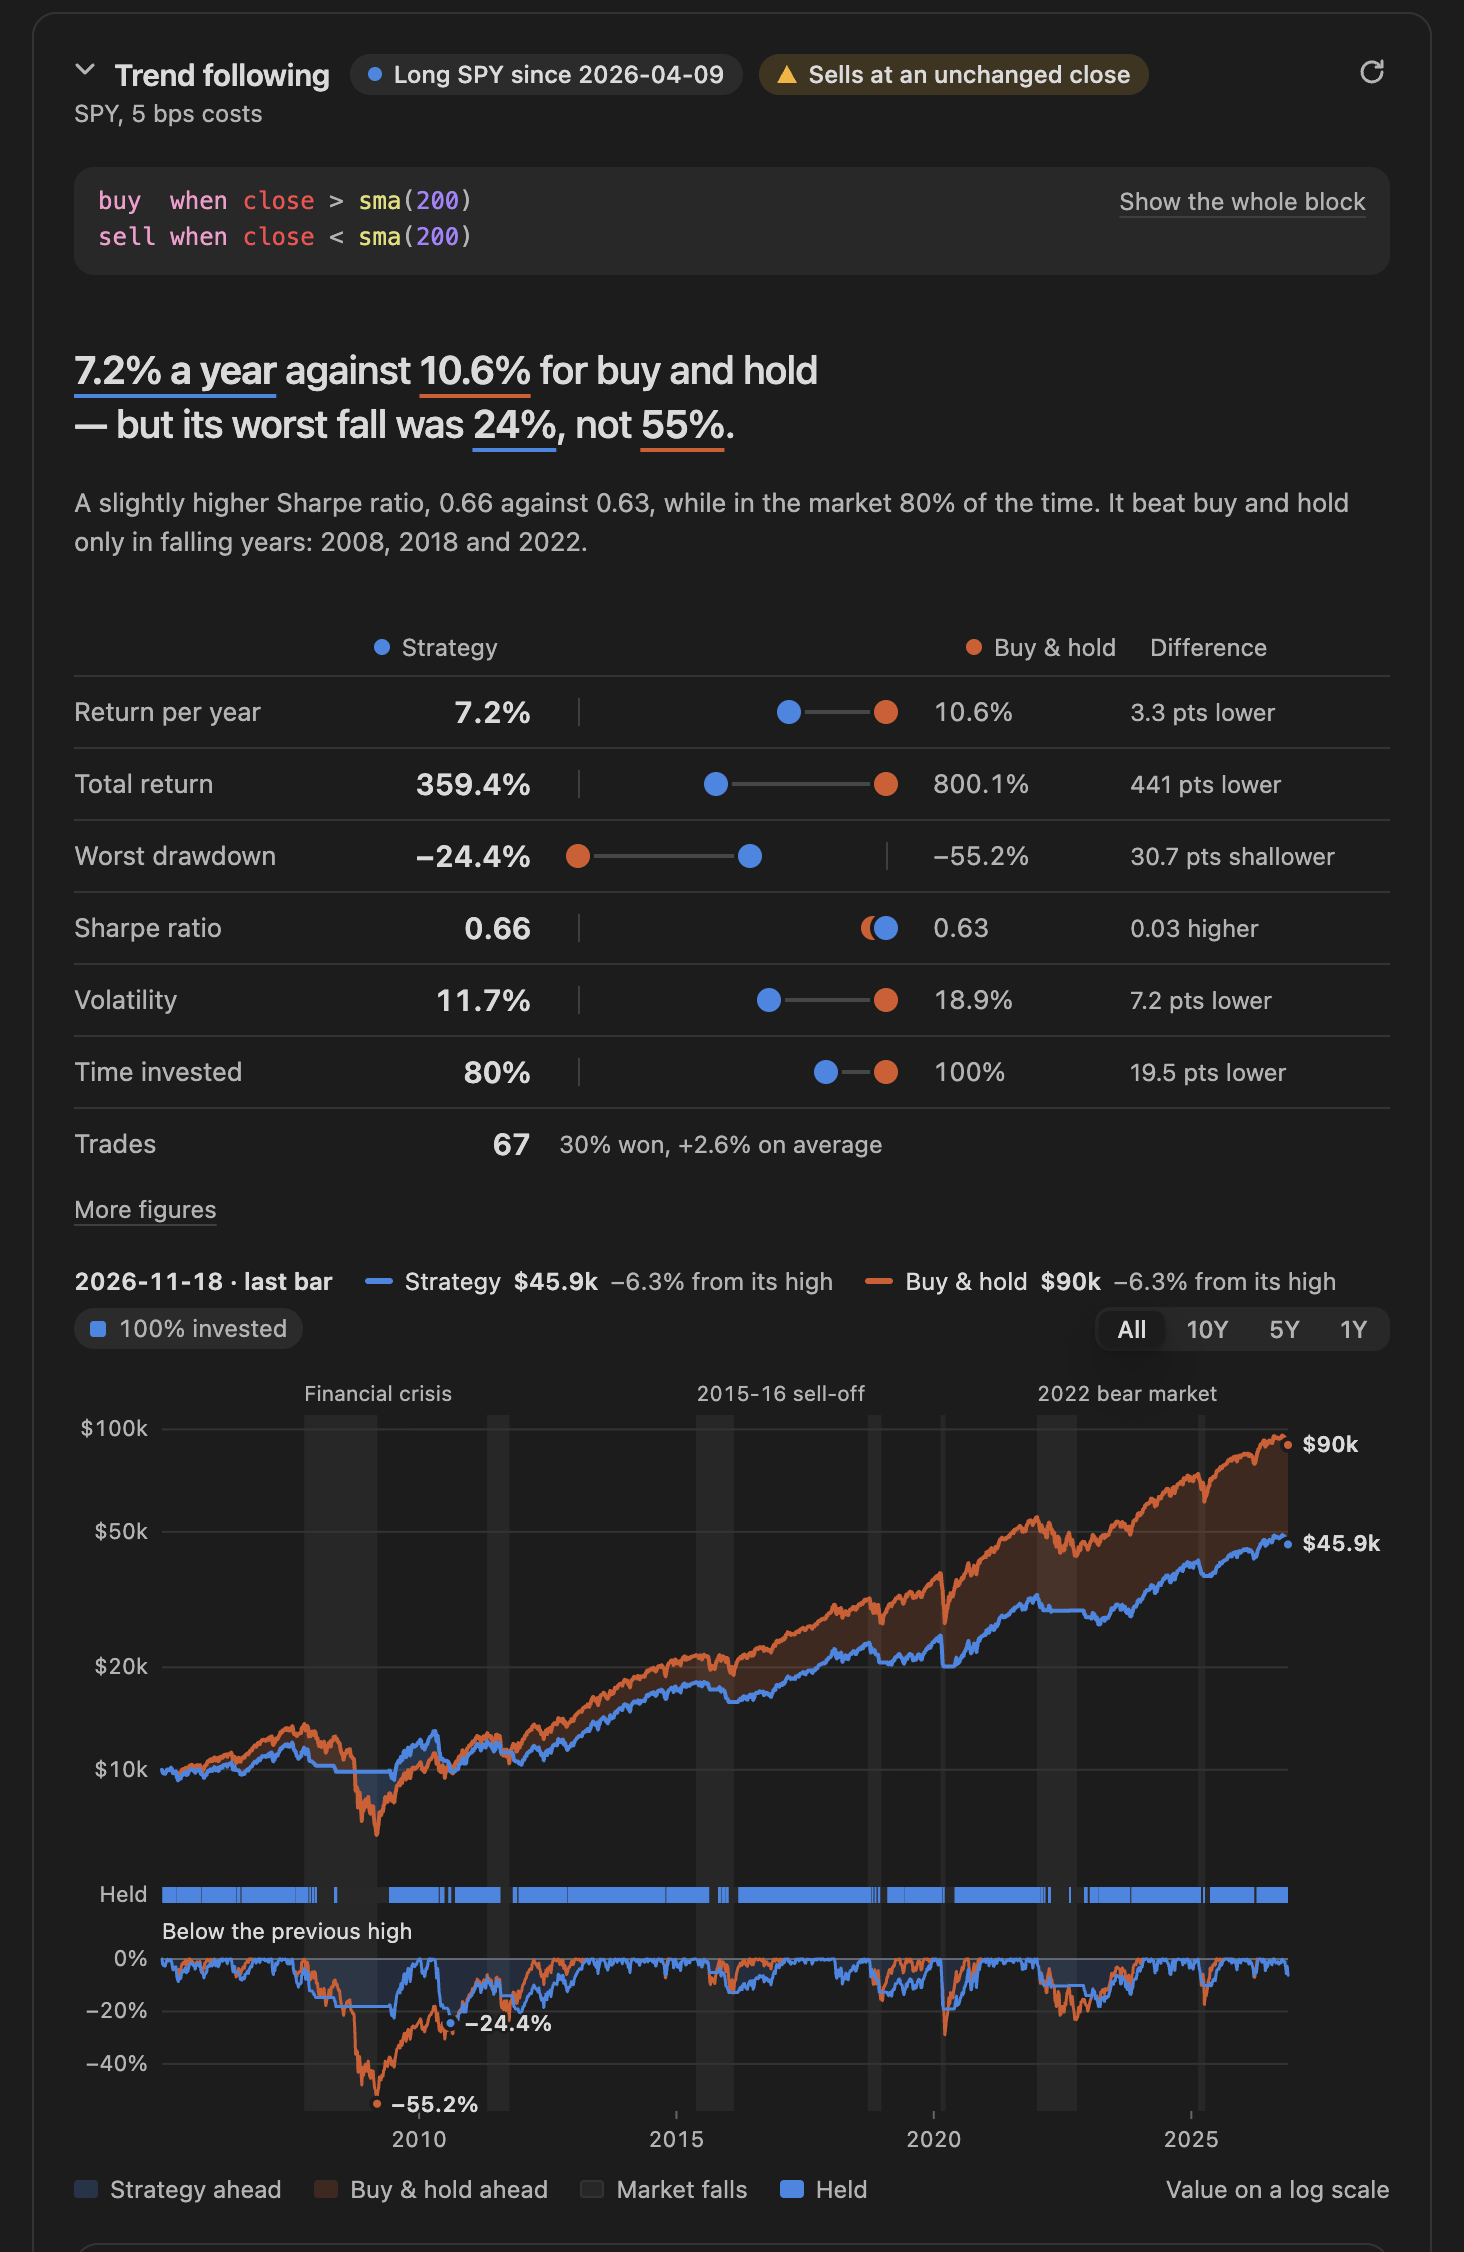 Trend following
Long SPY since 2026-04-09
Sells at an unchanged close
SPY, 5 bps costs
buy  when close > sma(200)
Show the whole block
sell when close < sma(200)
7.2% a year against 10.6% for buy and hold
— but its worst fall was 24%, not 55%.
A slightly higher Sharpe ratio, 0.66 against 0.63, while in the market 80% of the time. It beat buy and hold
only in falling years: 2008, 2018 and 2022.
Strategy Buy & hold Difference
Return per year 7.2% 10.6% 3.3 pts lower
Total return 359.4% 800.1% 441 pts lower
Worst drawdown −24.4% −55.2% 30.7 pts shallower
Sharpe ratio 0.66 0.63 0.03 higher
Volatility 11.7% 18.9% 7.2 pts lower
Time invested 80% 100% 19.5 pts lower
Trades 67 30% won, +2.6% on average
More figures
2026-11-18 · last bar Strategy $45.9k −6.3% from its high Buy & hold $90k −6.3% from its high
100% invested
All 10Y 5Y 1Y
Financial crisis 2015-16 sell-off 2022 bear market
$100k
$90k
$50k
$45.9k
$20k
$10k
Held
Below the previous high
0%
−20%
−24.4%
−40%
−55.2%
2010 2015 2020 2025
Strategy ahead Buy & hold ahead Market falls Held Value on a log scale